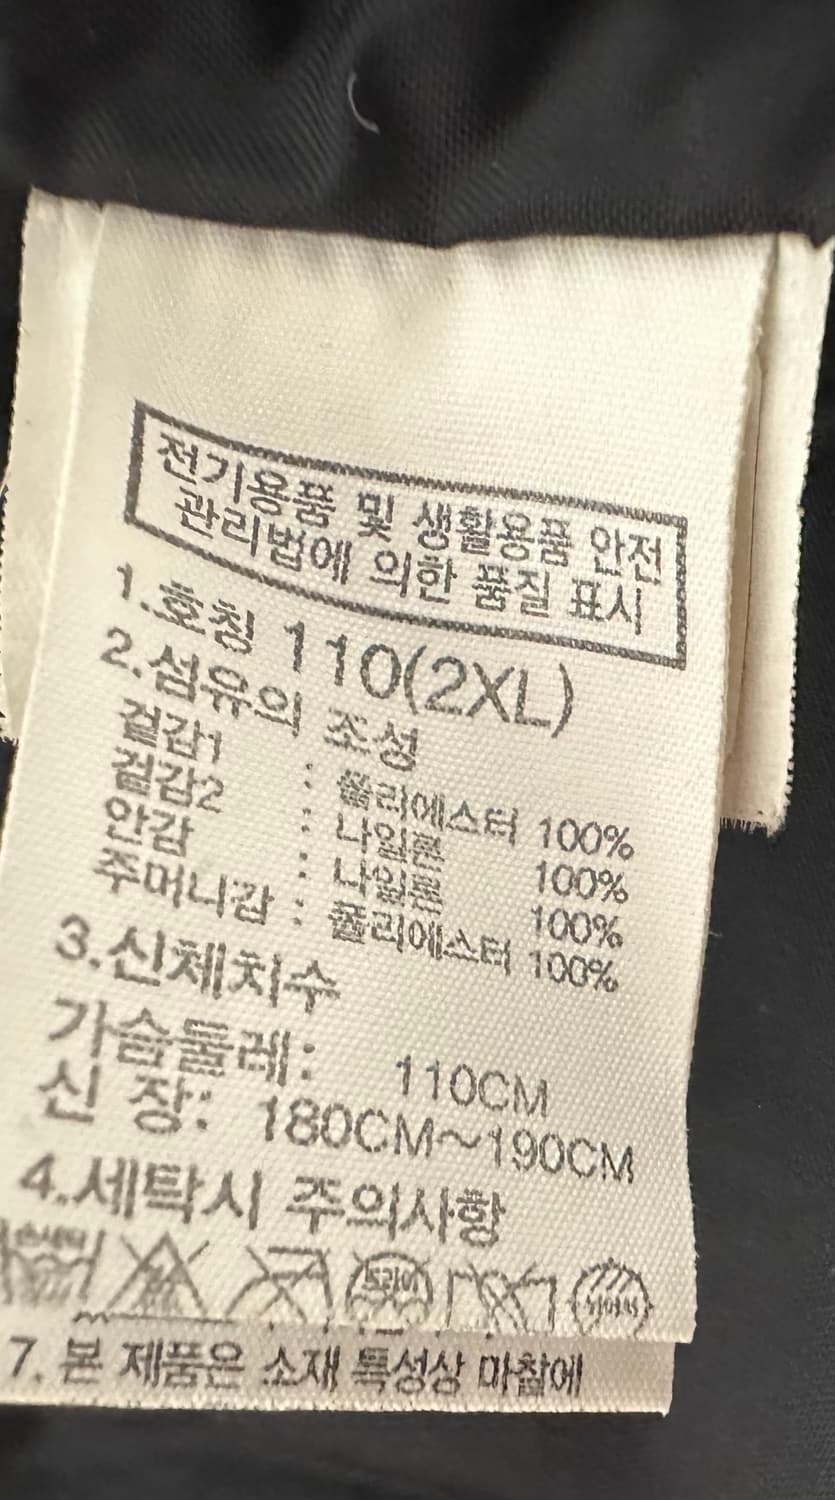 전기용품 및 생활용품 안전
관리법에 의한 품질 표시
1.호칭 110(2XL)
2.섬유의 조성
겉감1 : 폴리에스터 100%
겉감2 : 나일론 100%
안감 : 나일론 100%
주머니감 : 폴리에스터 100%
3.신체치수
가슴둘레: 110CM
신 장: 180CM~190CM
4.세탁시 주의사항
드라이
7. 본 제품은 소재 특성상 마찰에